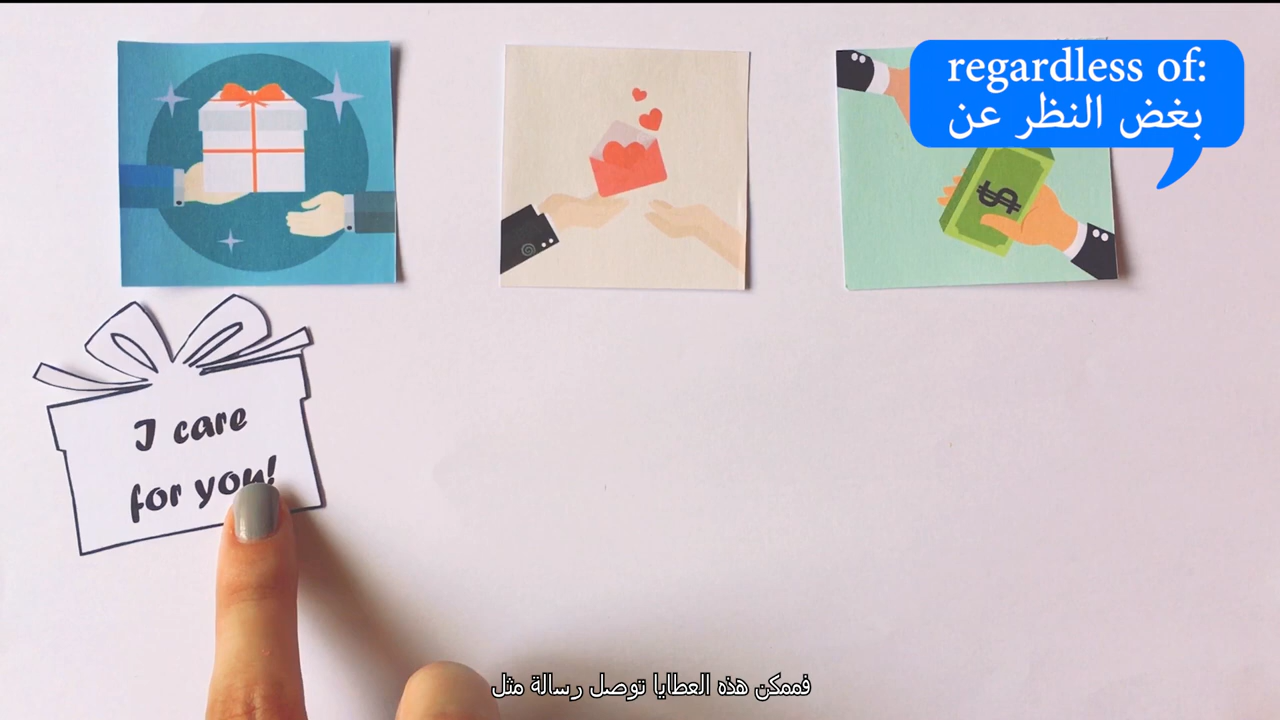 regardless of:
بغض النظر عن
$
I care
for you!
فممكن هذه العطايا توصل رسالة مثل